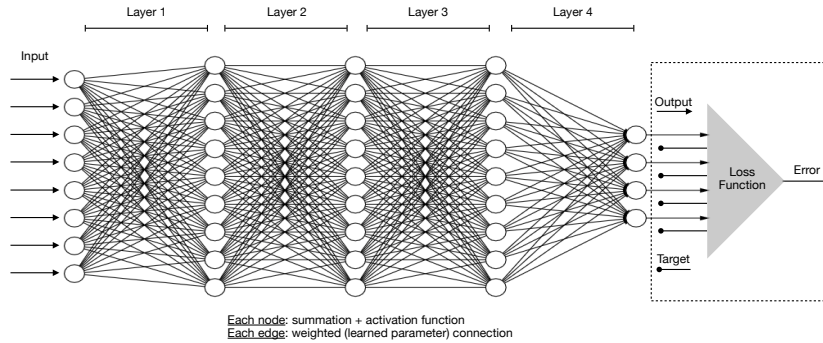 Layer 1
Layer 2
Layer 3
Layer 4
Input
Output
Loss
Function
Error
Target
Each node: summation + activation function
Each edge: weighted (learned parameter) connection